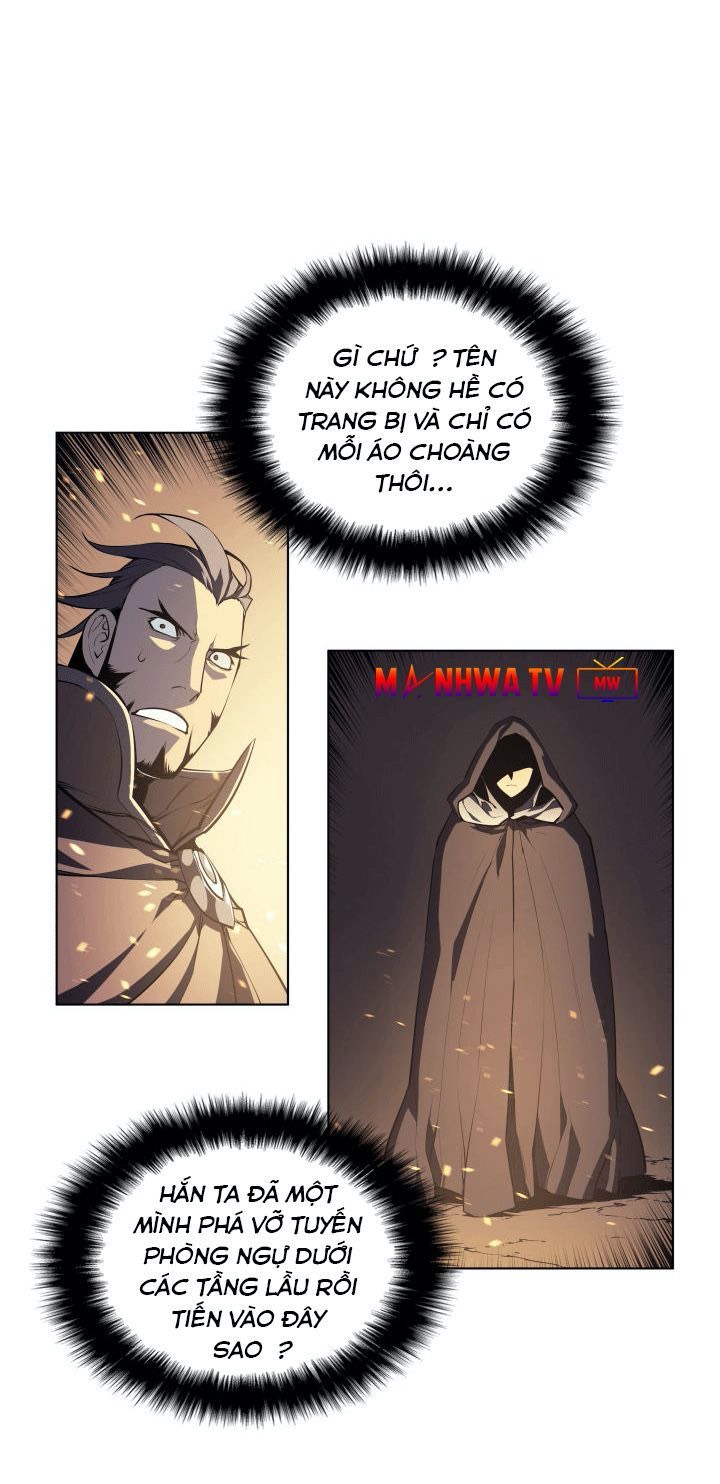 GÌ CHỨ ? TÊN
NÀY KHÔNG HỀ CÓ
TRANG BỊ VÀ CHỈ CÓ
MỖI ÁO CHOÀNG
THÔI...
MANHWA TV
MW
HẮN TA ĐÃ MỘT
MÌNH PHÁ VỠ TUYẾN
PHÒNG NGỰ DƯỚI
CÁC TẦNG LẦU RỒI
TIẾN VÀO ĐÂY
SAO ?